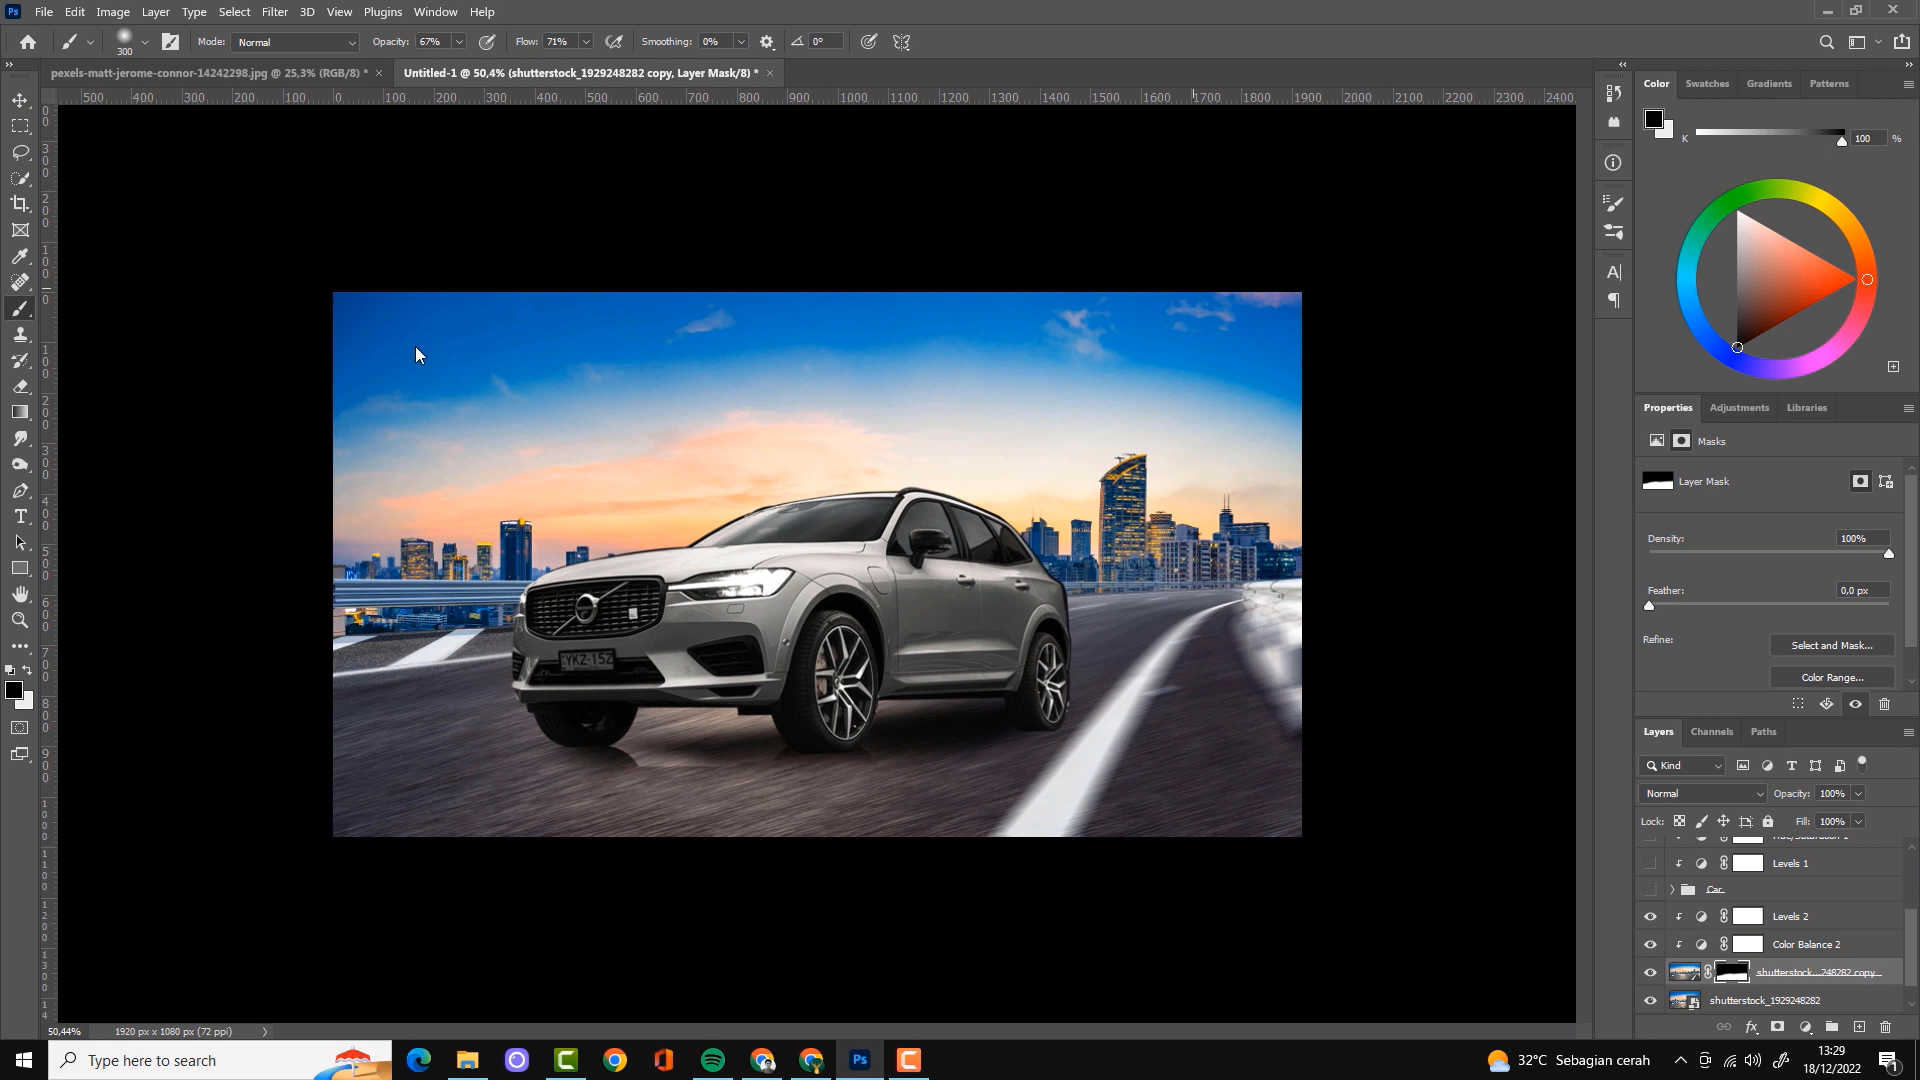 Ps File Edit Image Layer Type Select Filter 3D View Plugins Window Help
300 Mode: Normal Opacity: 67% Flow: 71% Smoothing: 0% 0°
pexels-matt-jerome-connor-14242298.jpg @ 25,3% (RGB/8) * × Untitled-1 @ 50,4% (shutterstock_1929248282 copy, Layer Mask/8) * ×
500 400 300 200 100 0 100 200 300 400 500 600 700 800 900 1000 1100 1200 1300 1400 1500 1600 1700 1800 1900 2000 2100 2200 2300 2400
Color Swatches Gradients Patterns
K 100 %
Properties Adjustments Libraries
Masks
Layer Mask
Density: 100%
Feather: 0,0 px
Refine: Select and Mask...
Color Range...
YKZ-15Z
Layers Channels Paths
Kind
Normal Opacity: 100%
Lock: Fill: 100%
Levels 1
Car
Levels 2
Color Balance 2
shutterstock...248282 copy
shutterstock_1929248282
50,44% 1920 px x 1080 px (72 ppi)
Type here to search
Ps
32°C Sebagian cerah
13:29
18/12/2022
1